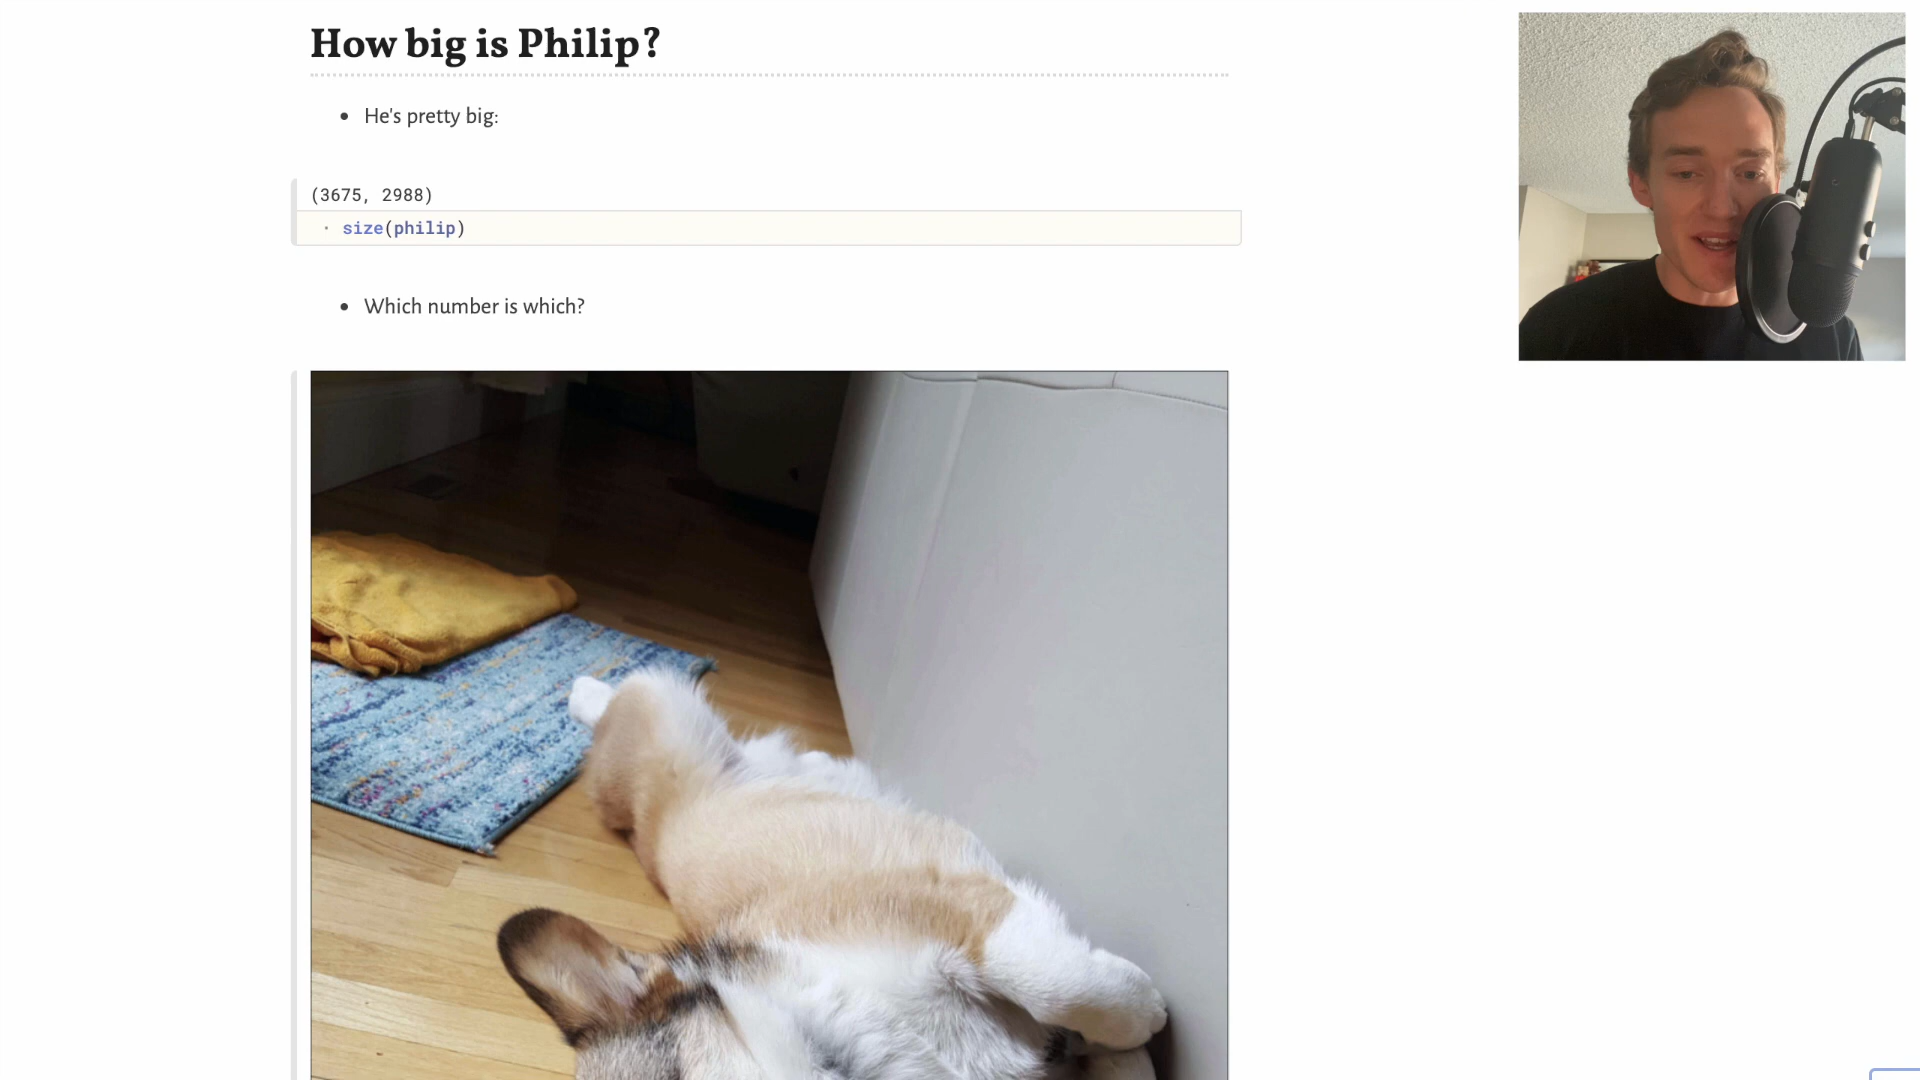 How big is Philip?
• He's pretty big:
(3675, 2988)
· size(philip)
• Which number is which?